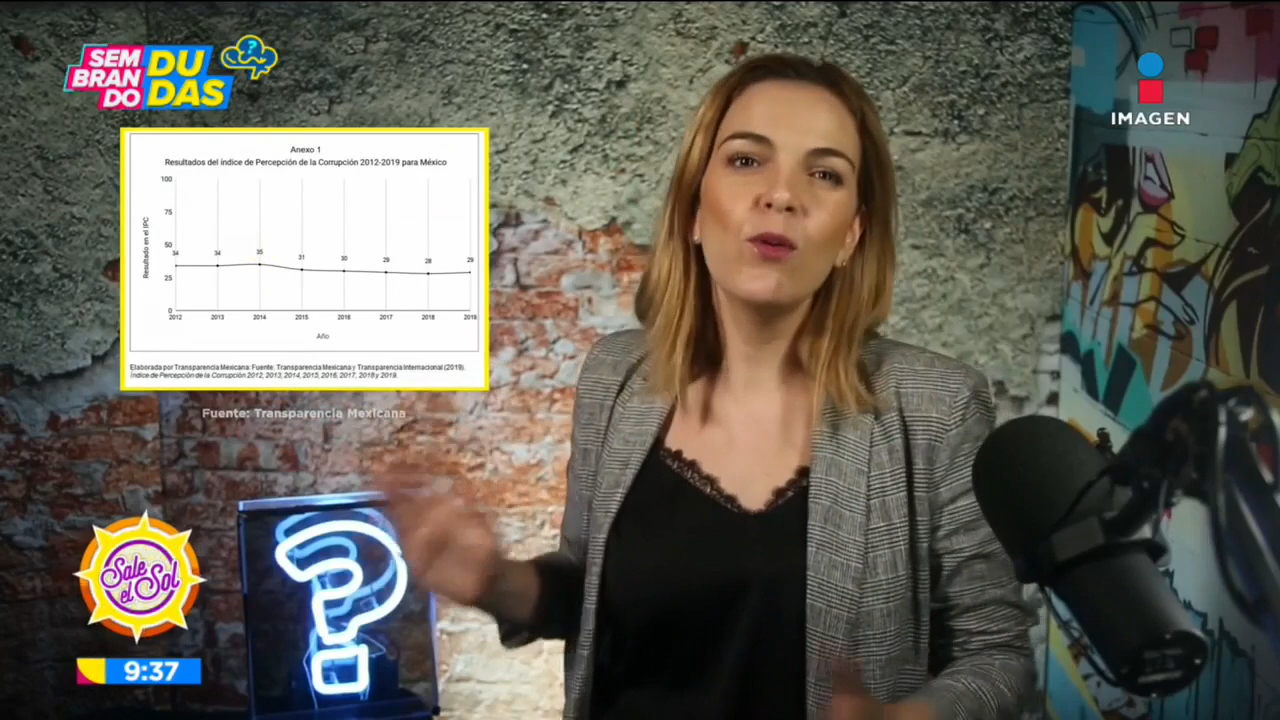 SEM
BRAN
DO
DU
DAS
?
IMAGEN
Anexo 1
Resultados del índice de Percepción de la Corrupción 2012-2019 para México
100
75
50
25
0
Resultado en el IPC
34
34
35
31
30
29
28
29
2012
2013
2014
2015
2016
2017
2018
2019
Año
Elaborada por Transparencia Mexicana: Fuente. Transparencia Mexicana y Transparencia Internacional (2019).
Índice de Percepción de la Corrupción 2012, 2013, 2014, 2015, 2016, 2017, 2018 y 2019.
Fuente: Transparencia Mexicana
?
Sale
el Sol
9:37